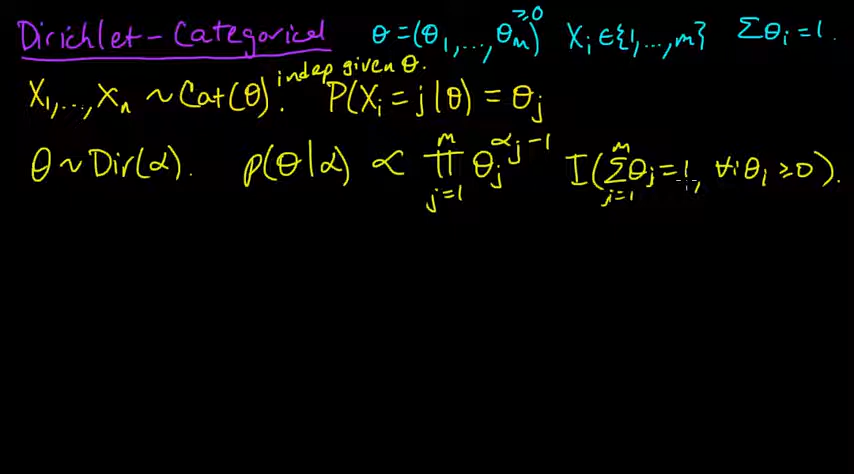 Dirichlet-Categorical θ=(θ₁,...,θₘ) ≥0 Xᵢ∈{1,...,m} Σθᵢ=1.
X₁,...,Xₙ ~ Cat(θ). indep given θ. P(Xᵢ=j|θ) = θⱼ
θ ~ Dir(α). p(θ|α) ∝ ∏_{j=1}^{m} θⱼ^{αⱼ-1} I(∑_{j=1}^{m} θⱼ=1, ∀i θᵢ ≥0).